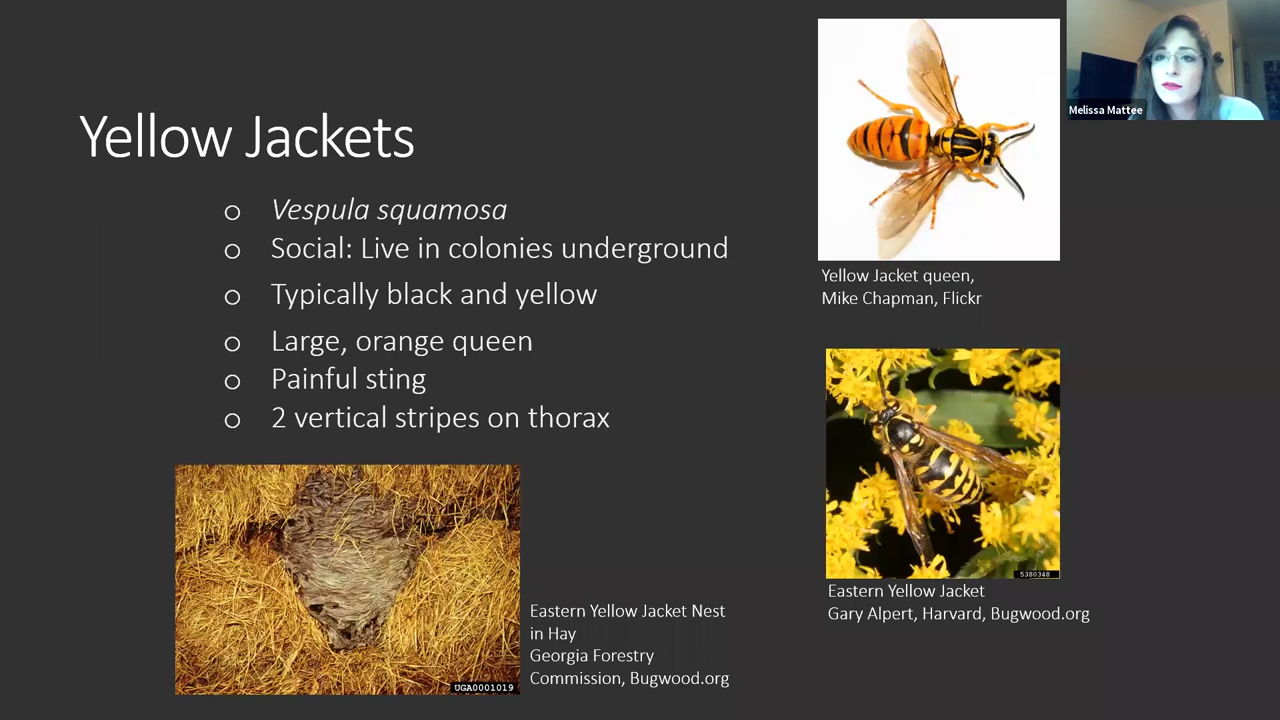 Melissa Mattee
Yellow Jackets
Vespula squamosa
Social: Live in colonies underground
Typically black and yellow
Large, orange queen
Painful sting
2 vertical stripes on thorax
Yellow Jacket queen,
Mike Chapman, Flickr
5380348
Eastern Yellow Jacket
Gary Alpert, Harvard, Bugwood.org
UGA0001019
Eastern Yellow Jacket Nest
in Hay
Georgia Forestry
Commission, Bugwood.org